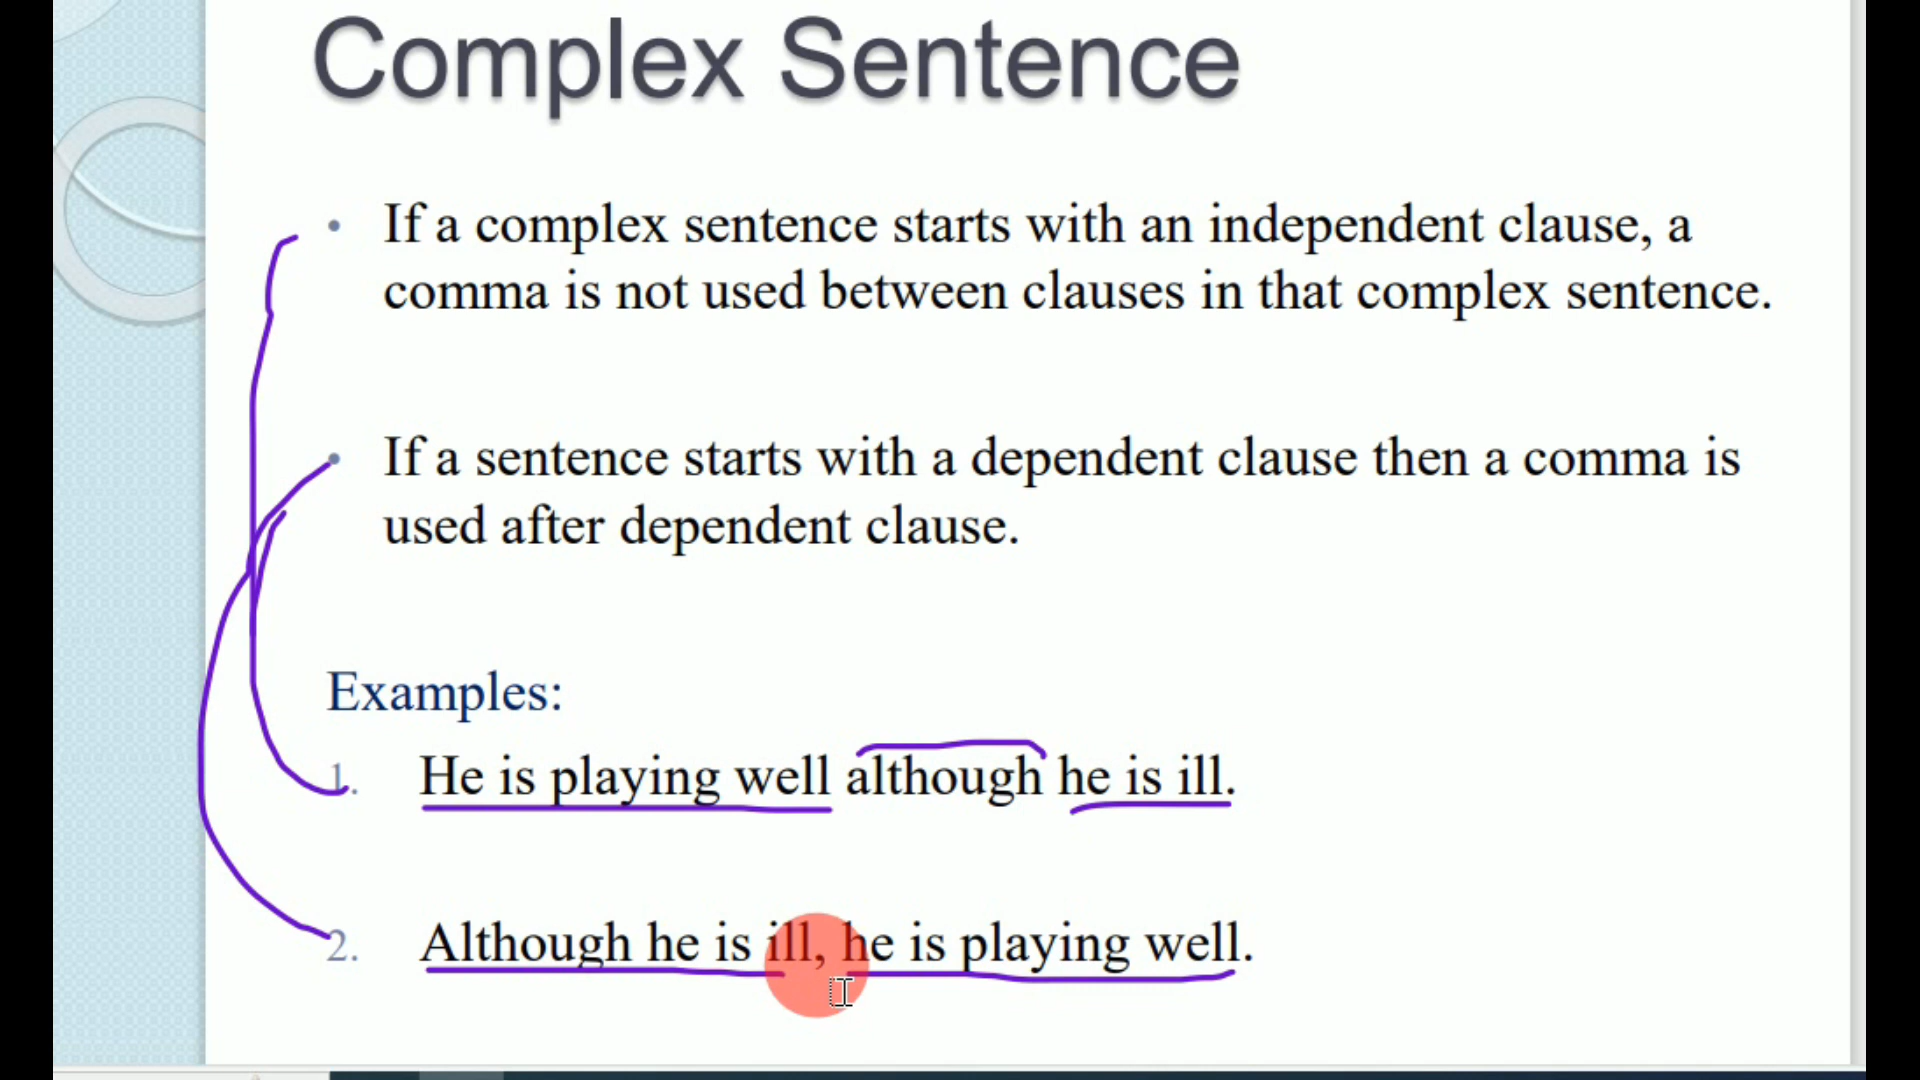 Complex Sentence
• If a complex sentence starts with an independent clause, a
comma is not used between clauses in that complex sentence.
• If a sentence starts with a dependent clause then a comma is
used after dependent clause.
Examples:
1. He is playing well although he is ill.
2. Although he is ill, he is playing well.